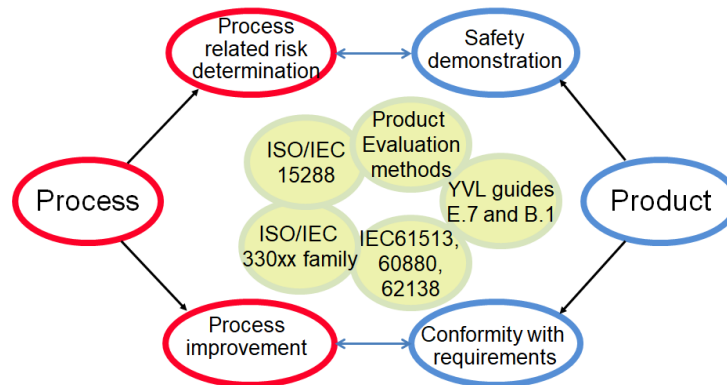 Process
related risk
determination
Safety
demonstration
Product
Evaluation
methods
ISO/IEC
15288
YVL guides
E.7 and B.1
Process
Product
ISO/IEC
330xx family
IEC61513,
60880,
62138
Process
improvement
Conformity with
requirements